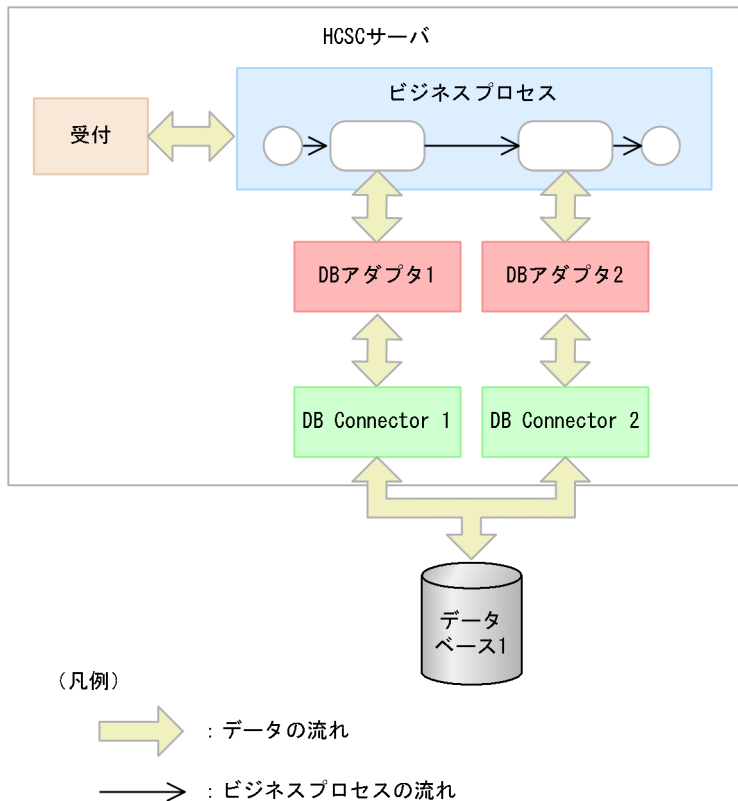 HCSCサーバ
ビジネスプロセス
受付
DBアダプタ1
DBアダプタ2
DB Connector 1
DB Connector 2
データ
ベース1
（凡例）
：データの流れ
：ビジネスプロセスの流れ